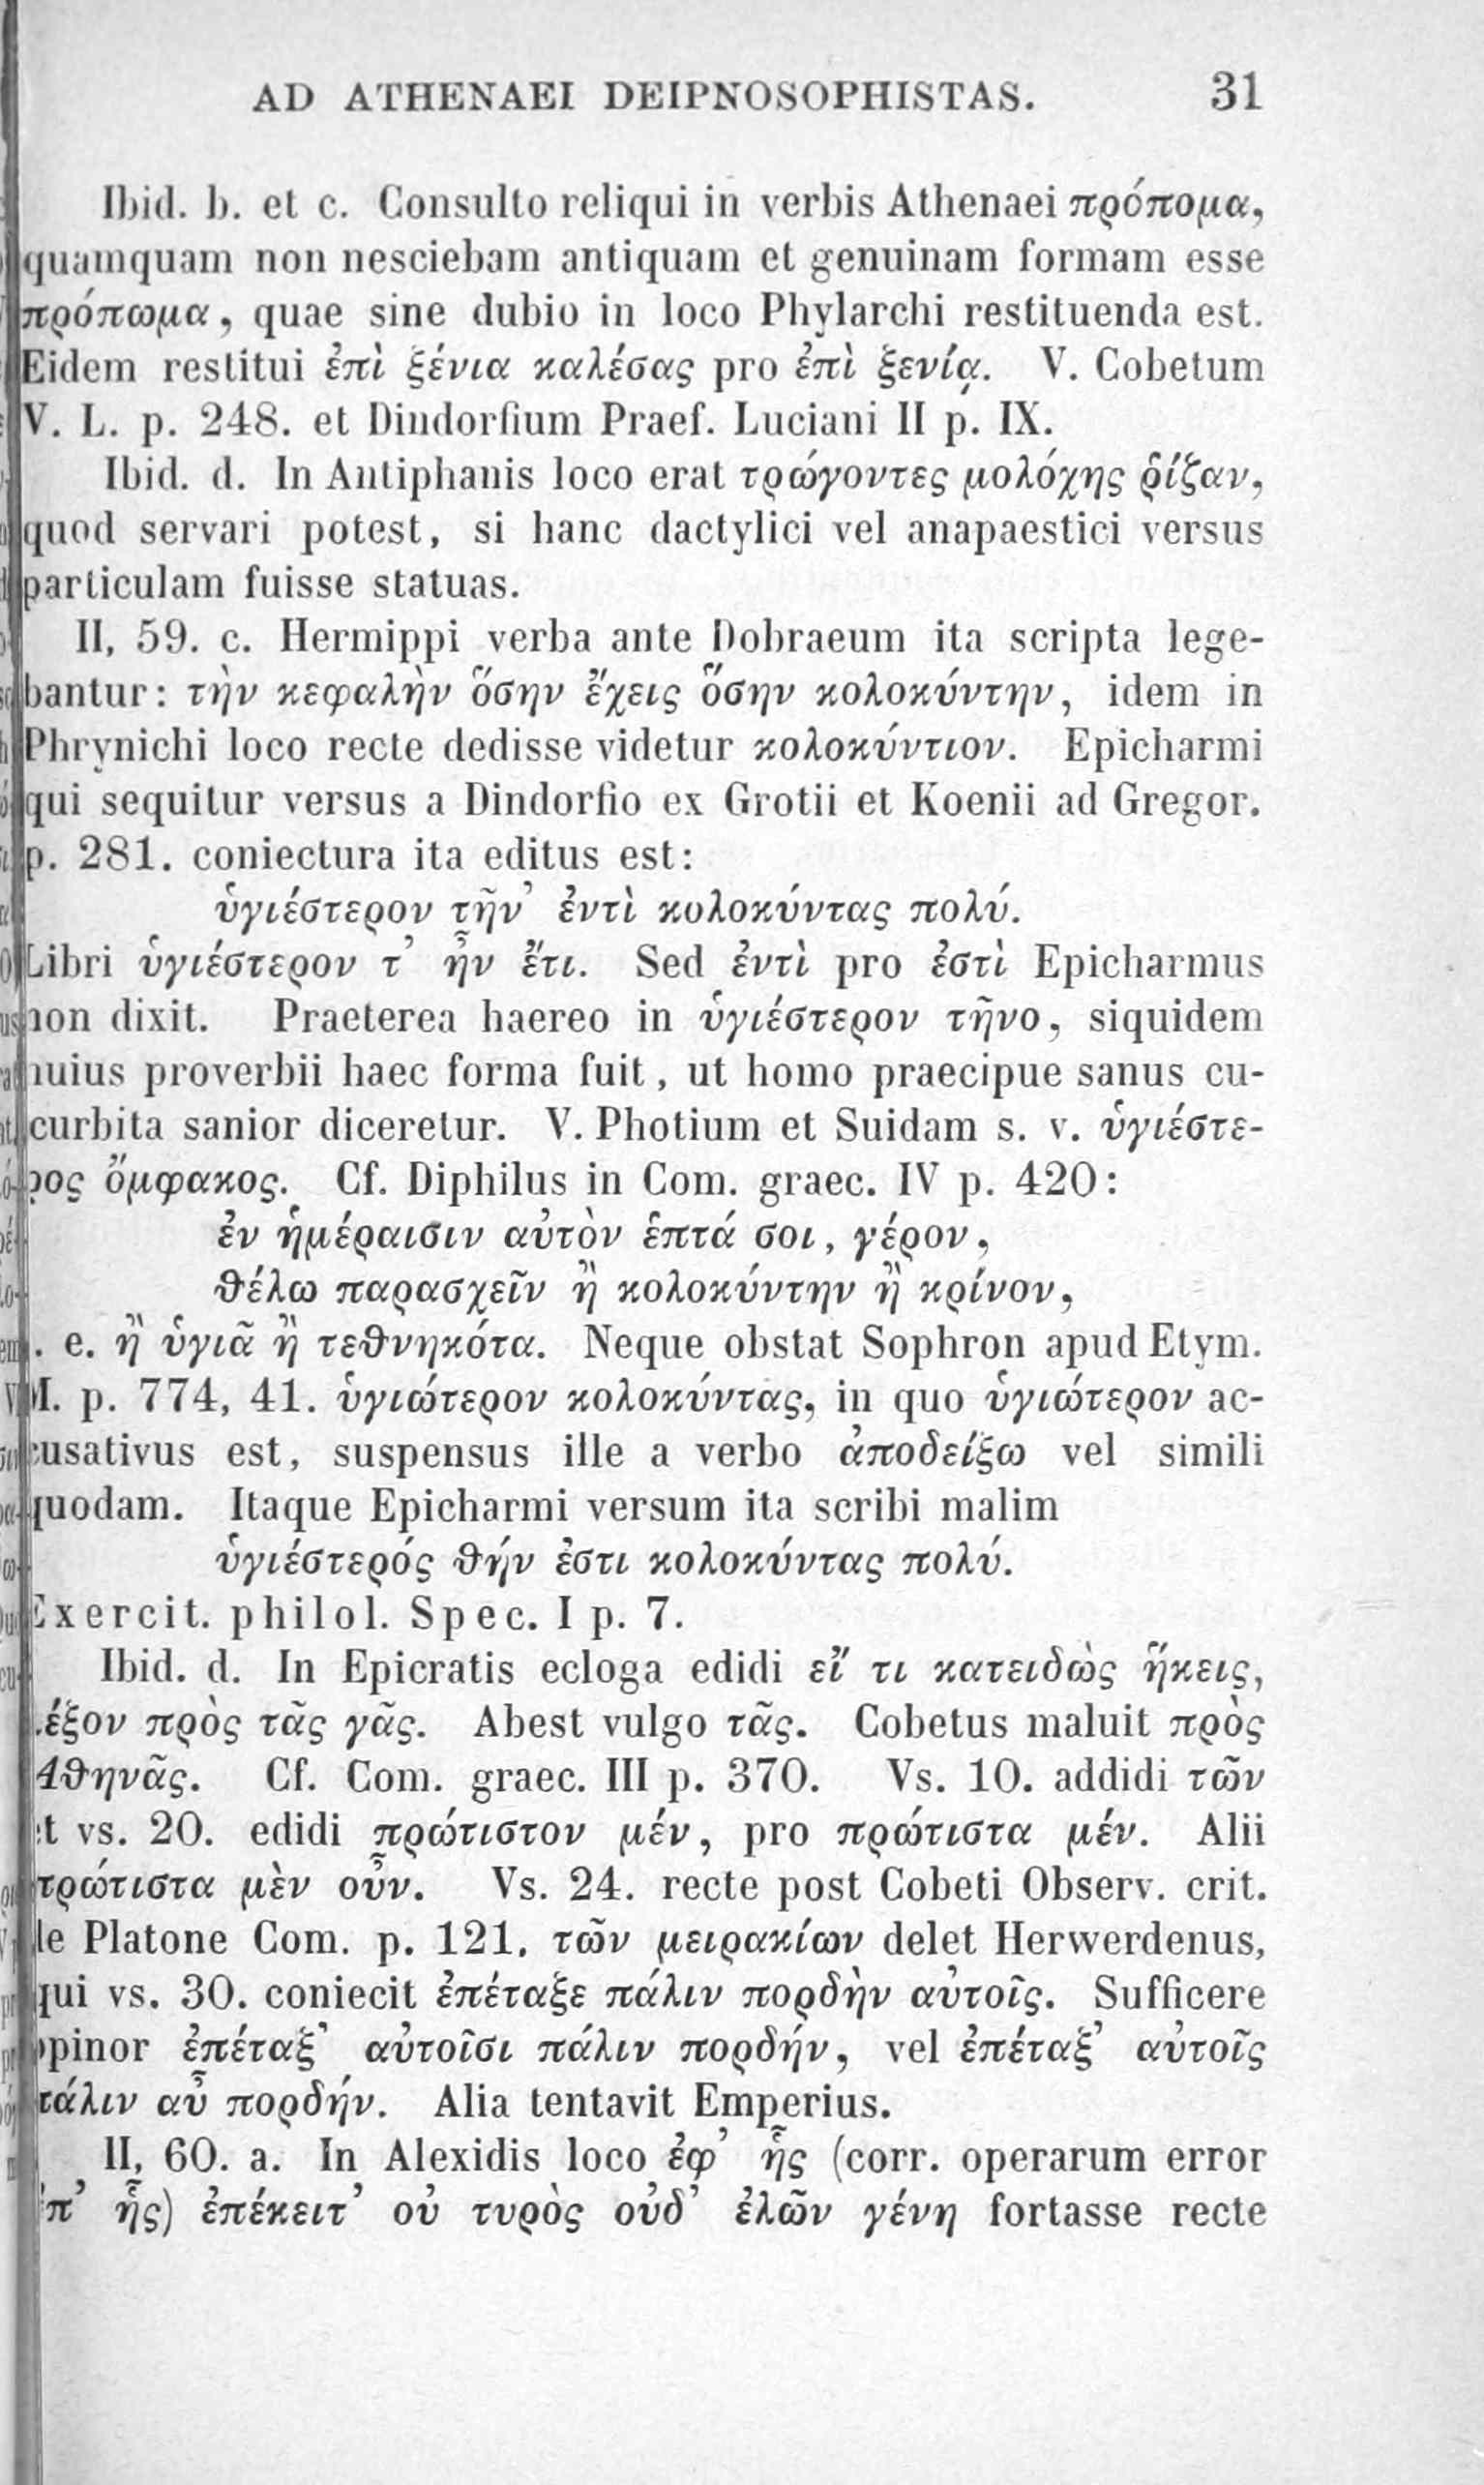 AD ATHENAEI DEIPNOSOPHISTAS. 31
Ibid. b. et c. Consulto reliqui in verbis Athenaei πρόπομα,
quamquam non nesciebam antiquam et genuinam formam esse
πρόπωμα, quae sine dubio in loco Phylarchi restituenda est.
Eidem restitui ἐπὶ ξένια καλέσας pro ἐπὶ ξενίᾳ. V. Cobetum
V. L. p. 248. et Dindorfium Praef. Luciani II p. IX.
Ibid. d. In Antiphanis loco erat τρώγοντες μολόχης ῥίζαν,
quod servari potest, si hanc dactylici vel anapaestici versus
particulam fuisse statuas.
II, 59. c. Hermippi verba ante Dobraeum ita scripta lege-
bantur: τὴν κεφαλὴν ὅσην ἔχεις ὅσην κολοκύντην, idem in
Phrynichi loco recte dedisse videtur κολοκύντιον. Epicharmi
qui sequitur versus a Dindorfio ex Grotii et Koenii ad Gregor.
p. 281. coniectura ita editus est:
ὑγιέστερον τῆν' ἐντὶ κολοκύντας πολύ.
Libri ὑγιέστερον τ' ἦν ἔτι. Sed ἐντὶ pro ἐστὶ Epicharmus
non dixit. Praeterea haereo in ὑγιέστερον τῆνο, siquidem
huius proverbii haec forma fuit, ut homo praecipue sanus cu-
curbita sanior diceretur. V. Photium et Suidam s. v. ὑγιέστε-
ρος ὄμφακος. Cf. Diphilus in Com. graec. IV p. 420:
ἐν ἡμέραισιν αὐτὸν ἑπτά σοι, γέρον,
θέλω παρασχεῖν ἢ κολοκύντην ἢ κρίνον,
. e. ἢ ὑγιᾶ ἢ τεθνηκότα. Neque obstat Sophron apud Etym.
M. p. 774, 41. ὑγιώτερον κολοκύντας, in quo ὑγιώτερον ac-
cusativus est, suspensus ille a verbo ἀποδείξω vel simili
quodam. Itaque Epicharmi versum ita scribi malim
ὑγιέστερός θήν ἐστι κολοκύντας πολύ.
Exercit. philol. Spec. I p. 7.
Ibid. d. In Epicratis ecloga edidi εἴ τι κατειδὼς ἥκεις,
λέξον πρὸς τᾶς γᾶς. Abest vulgo τᾶς. Cobetus maluit πρὸς
Ἀθηνᾶς. Cf. Com. graec. III p. 370. Vs. 10. addidi τῶν
et vs. 20. edidi πρώτιστον μέν, pro πρώτιστα μέν. Alii
πρώτιστα μὲν οὖν. Vs. 24. recte post Cobeti Observ. crit.
de Platone Com. p. 121. τῶν μειρακίων delet Herwerdenus,
qui vs. 30. coniecit ἐπέταξε πάλιν πορδὴν αὐτοῖς. Sufficere
opinor ἐπέταξ' αὐτοῖσι πάλιν πορδήν, vel ἐπέταξ' αὐτοῖς
πάλιν αὖ πορδήν. Alia tentavit Emperius.
II, 60. a. In Alexidis loco ἐφ' ἧς (corr. operarum error
ἐπ' ἧς) ἐπέκειτ' οὐ τυρὸς οὐδ' ἐλῶν γένη fortasse recte